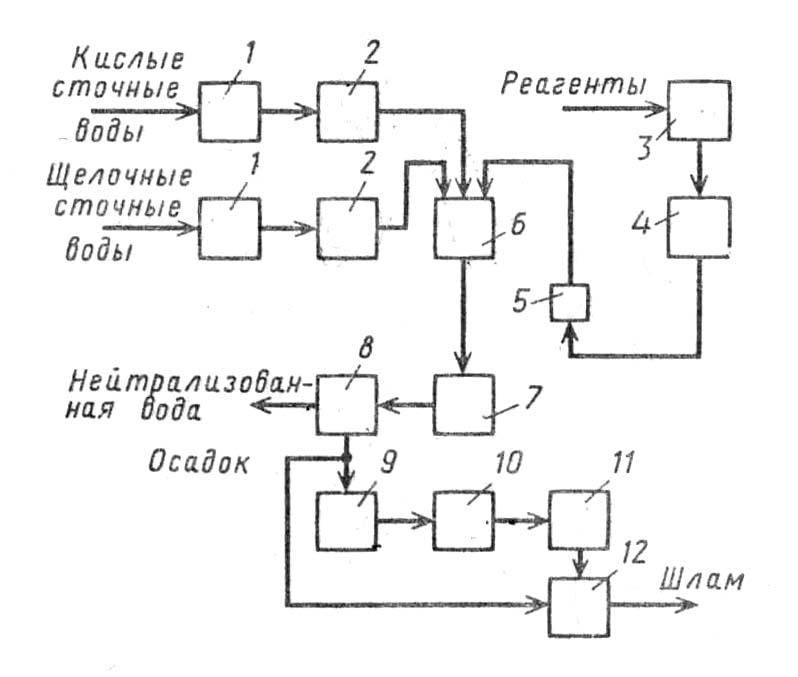 Кислые
сточные
воды
1
2
Реагенты
3
Щелочные
сточные
воды
1
2
6
4
5
Нейтрализован-
ная вода
8
7
Осадок
9
10
11
12
Шлам